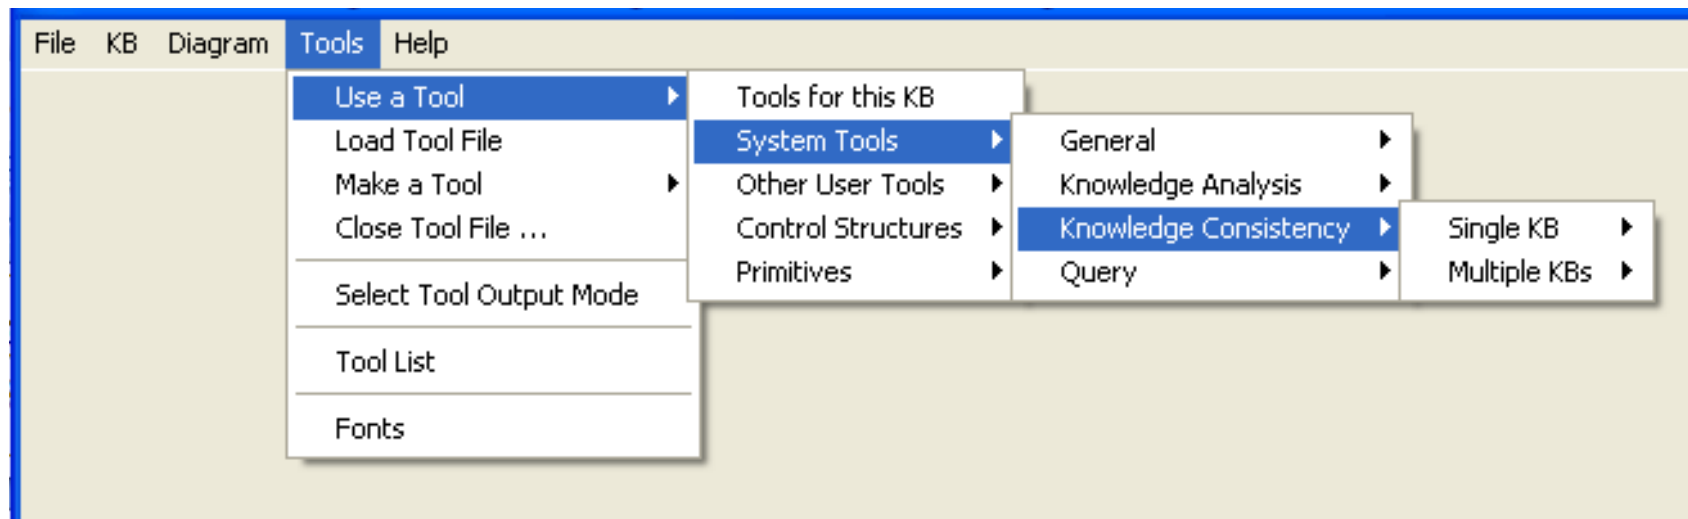 File KB Diagram Tools Help
Use a Tool
Load Tool File
Make a Tool
Close Tool File ...
Select Tool Output Mode
Tool List
Fonts
Tools for this KB
System Tools
Other User Tools
Control Structures
Primitives
General
Knowledge Analysis
Knowledge Consistency
Query
Single KB
Multiple KBs